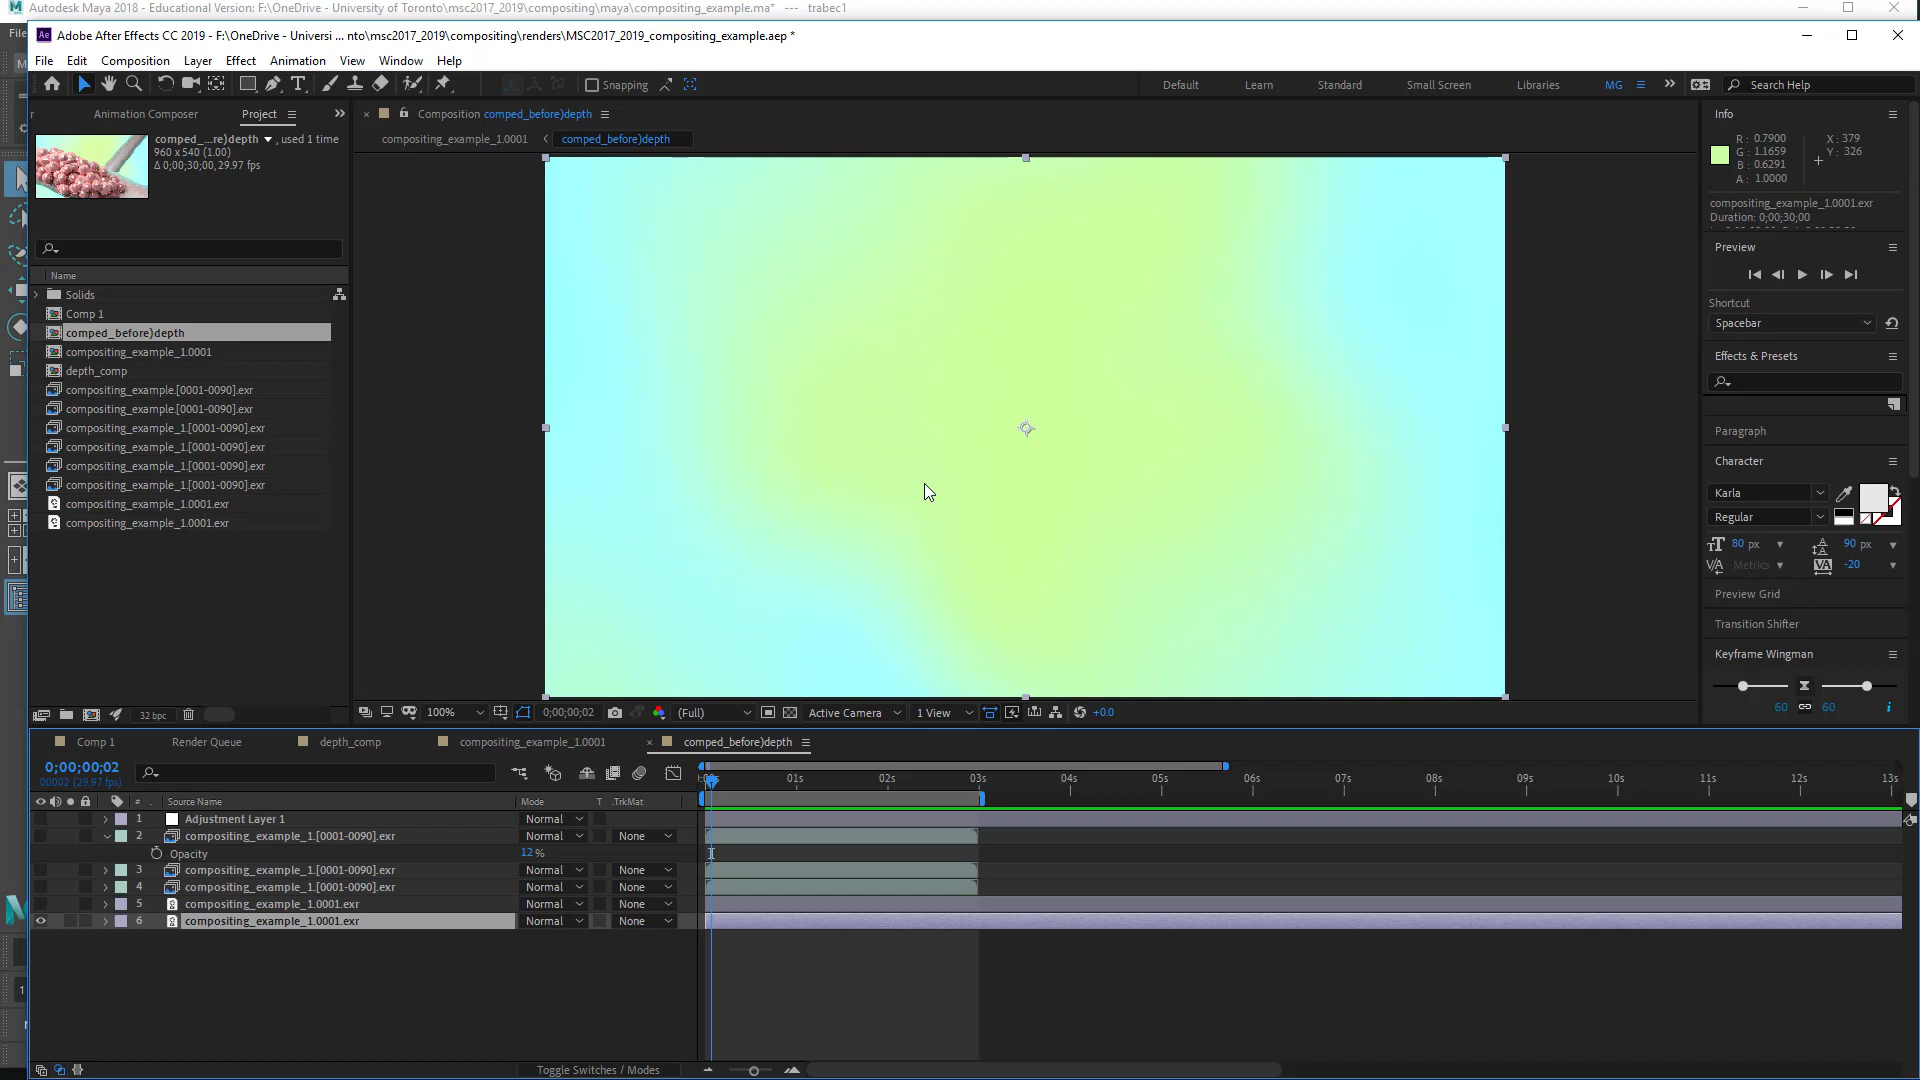 Autodesk Maya 2018 - Educational Version: F:\OneDrive - University of Toronto\msc2017_2019\compositing\maya\compositing_example.ma* --- trabec1
Adobe After Effects CC 2019 - F:\OneDrive - Universi ... nto\msc2017_2019\compositing\renders\MSC2017_2019_compositing_example.aep *
File Edit Composition Layer Effect Animation View Window Help
Snapping Default Learn Standard Small Screen Libraries MG Search Help
Animation Composer Project
comped_...re)depth ▾, used 1 time
960 x 540 (1.00)
Δ 0;00;30;00, 29.97 fps
Name
Solids
Comp 1
comped_before)depth
compositing_example_1.0001
depth_comp
compositing_example.[0001-0090].exr
compositing_example.[0001-0090].exr
compositing_example_1.[0001-0090].exr
compositing_example_1.[0001-0090].exr
compositing_example_1.[0001-0090].exr
compositing_example_1.[0001-0090].exr
compositing_example_1.0001.exr
compositing_example_1.0001.exr
32 bpc
Composition comped_before)depth
compositing_example_1.0001 comped_before)depth
100% 0;00;00;02 (Full) Active Camera 1 View +0.0
Info
R : 0.7900 X : 379
G : 1.1659 Y : 326
B : 0.6291
A : 1.0000
compositing_example_1.0001.exr
Duration: 0;00;30;00
Preview
Shortcut
Spacebar
Effects & Presets
Paragraph
Character
Karla
Regular
80 px 90 px
Metrics -20
Preview Grid
Transition Shifter
Keyframe Wingman
60 60
Comp 1 Render Queue depth_comp compositing_example_1.0001 comped_before)depth
0;00;00;02
00002 (29.97 fps)
01s 02s 03s 04s 05s 06s 07s 08s 09s 10s 11s 12s 13s
# Source Name Mode T .TrkMat
1 Adjustment Layer 1 Normal
2 compositing_example_1.[0001-0090].exr Normal None
Opacity 12 %
3 compositing_example_1.[0001-0090].exr Normal None
4 compositing_example_1.[0001-0090].exr Normal None
5 compositing_example_1.0001.exr Normal None
6 compositing_example_1.0001.exr Normal None
Toggle Switches / Modes